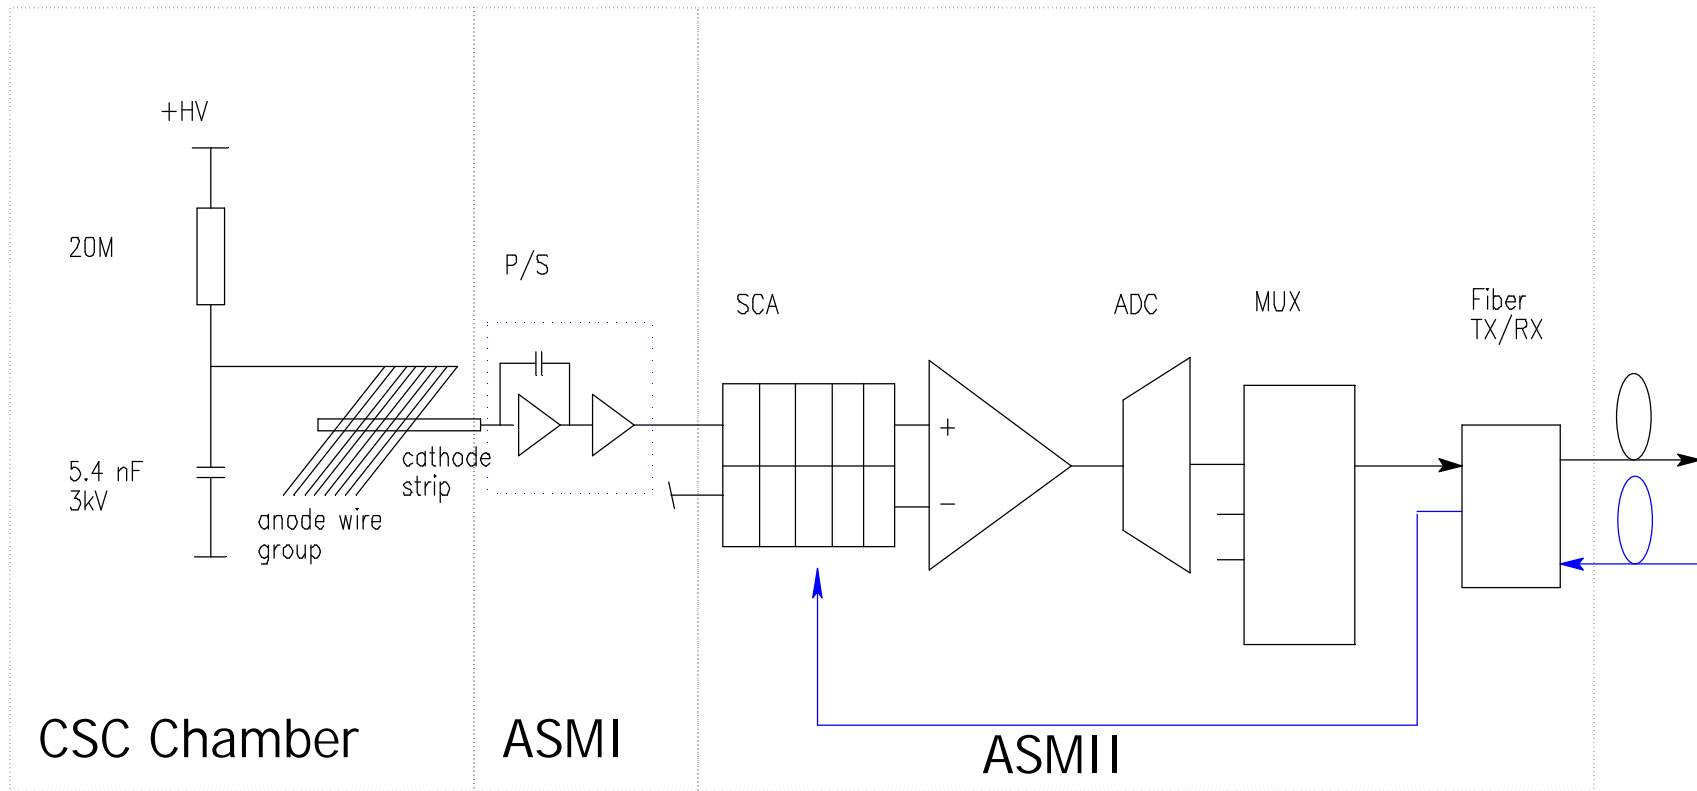 +HV
20M
P/S
SCA
ADC
MUX
Fiber
TX/RX
+
−
cathode
strip
5.4 nF
3kV
anode wire
group
CSC Chamber
ASMI
ASMII